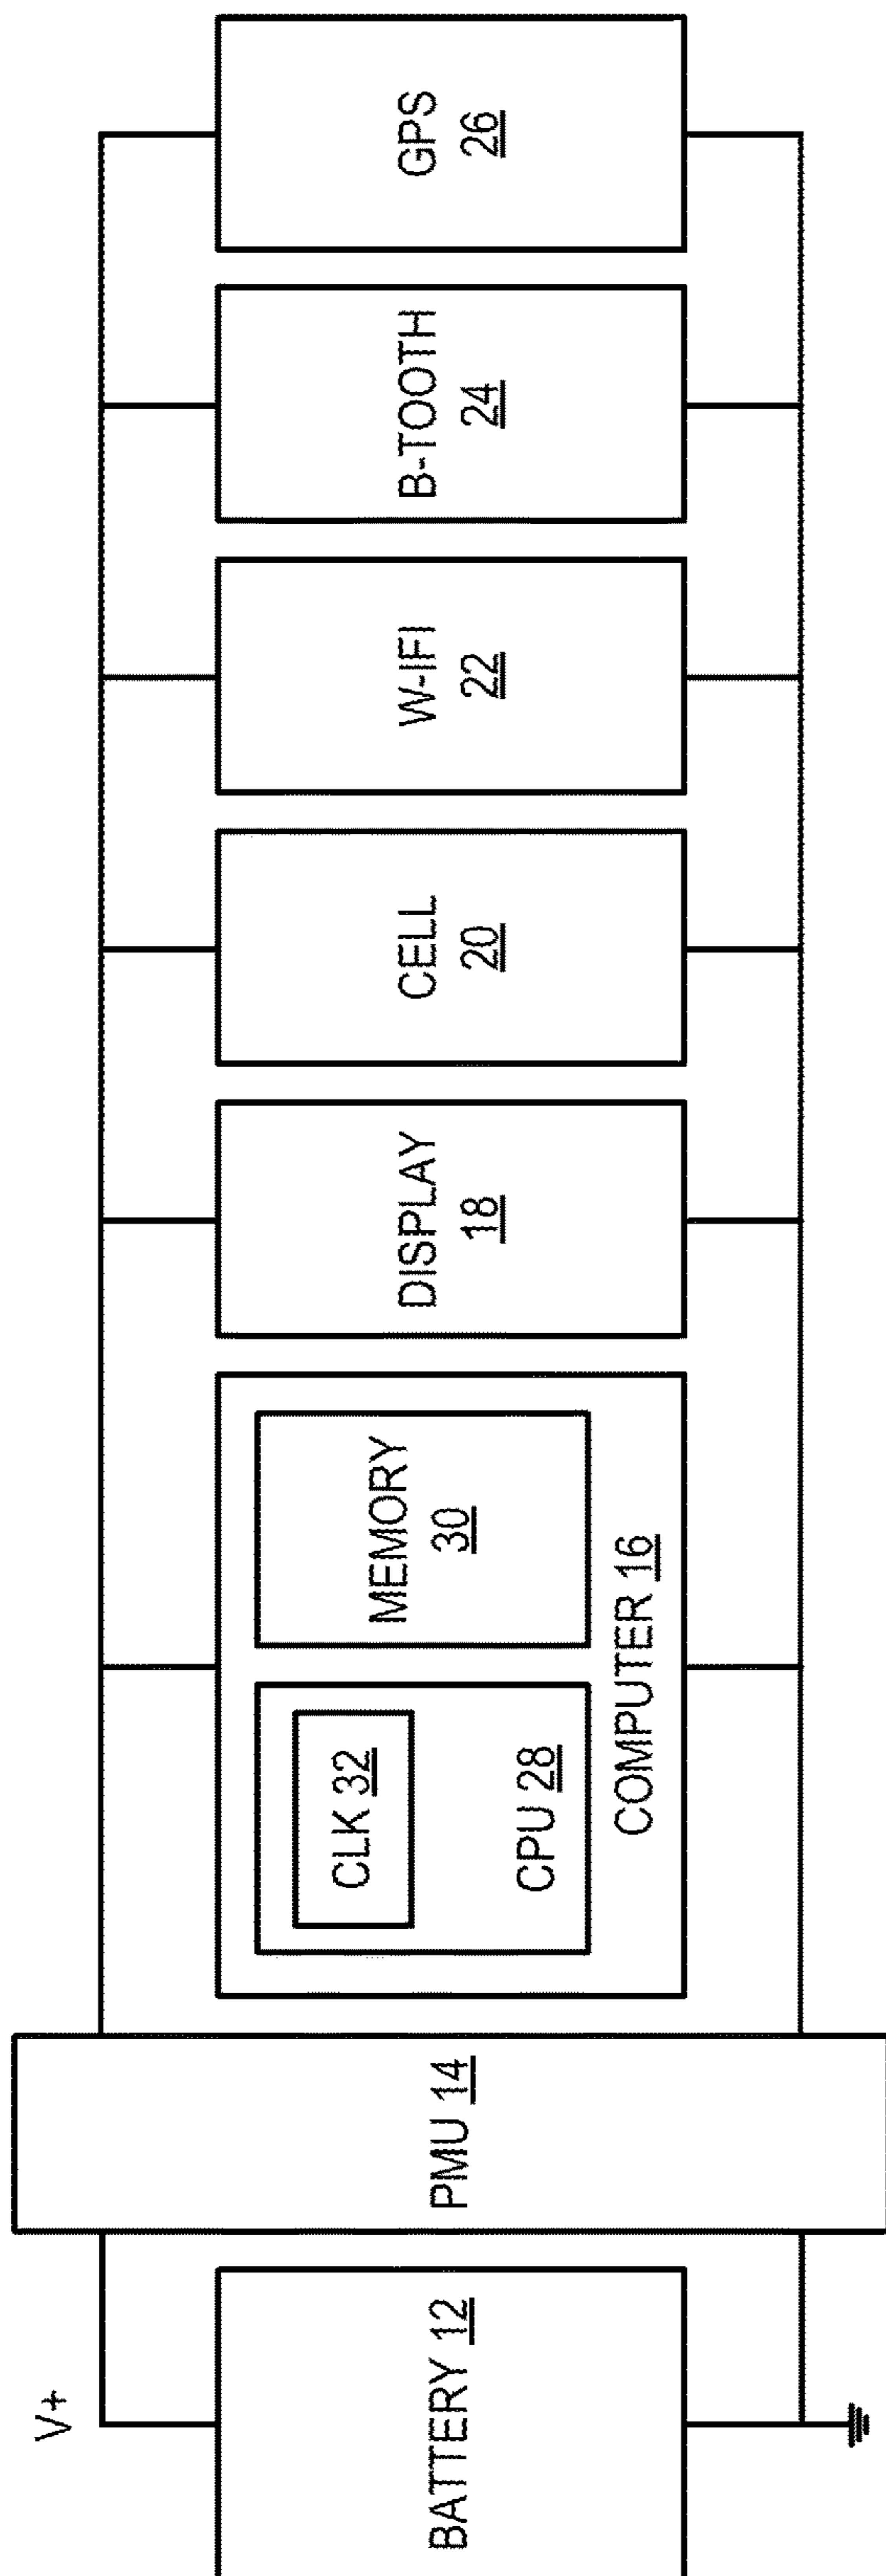 V+
BATTERY 12
PMU 14
CLK 32
CPU 28
MEMORY
30
COMPUTER 16
DISPLAY
18
CELL
20
W-IFI
22
B-TOOTH
24
GPS
26